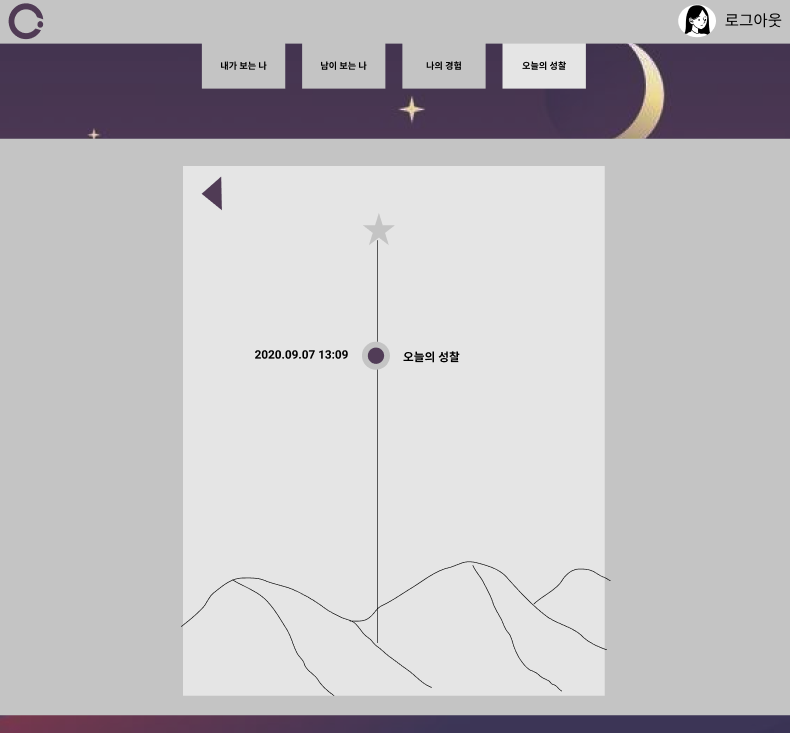 로그아웃
내가 보는 나
남이 보는 나
나의 경험
오늘의 성찰
2020.09.07 13:09
오늘의 성찰